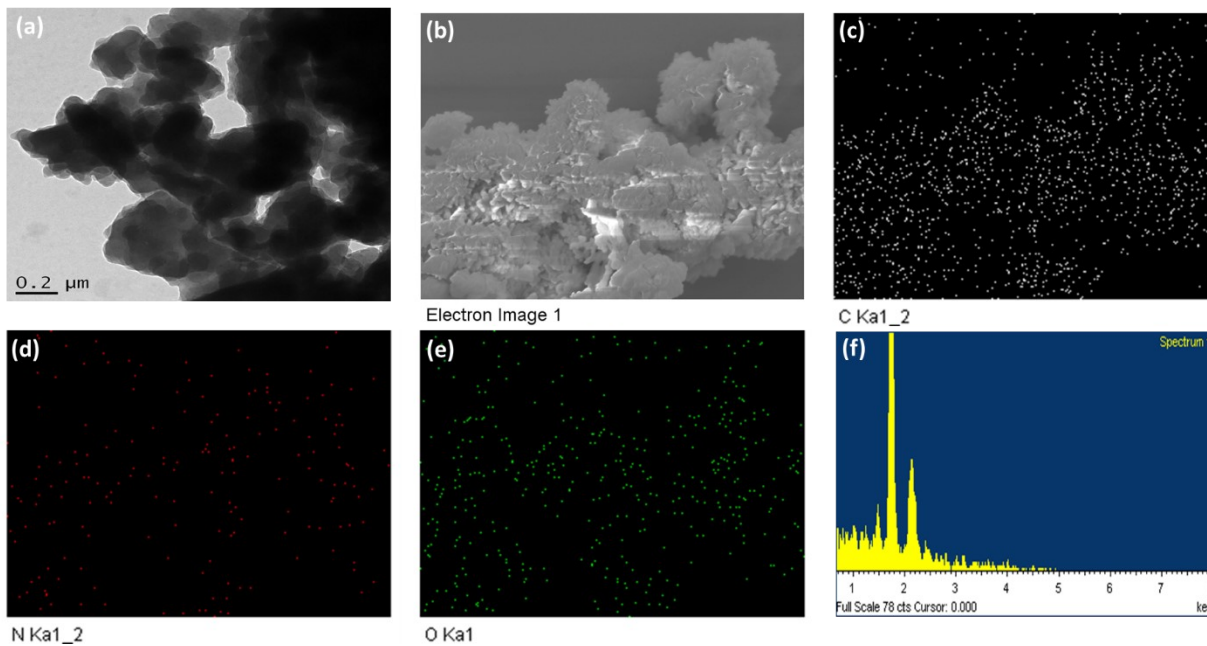 (a)
0.2 µm
(b)
Electron Image 1
(c)
C Ka1_2
(d)
N Ka1_2
(e)
O Ka1
(f)
Spectrum
1 2 3 4 5 6 7
Full Scale 78 cts Cursor: 0.000